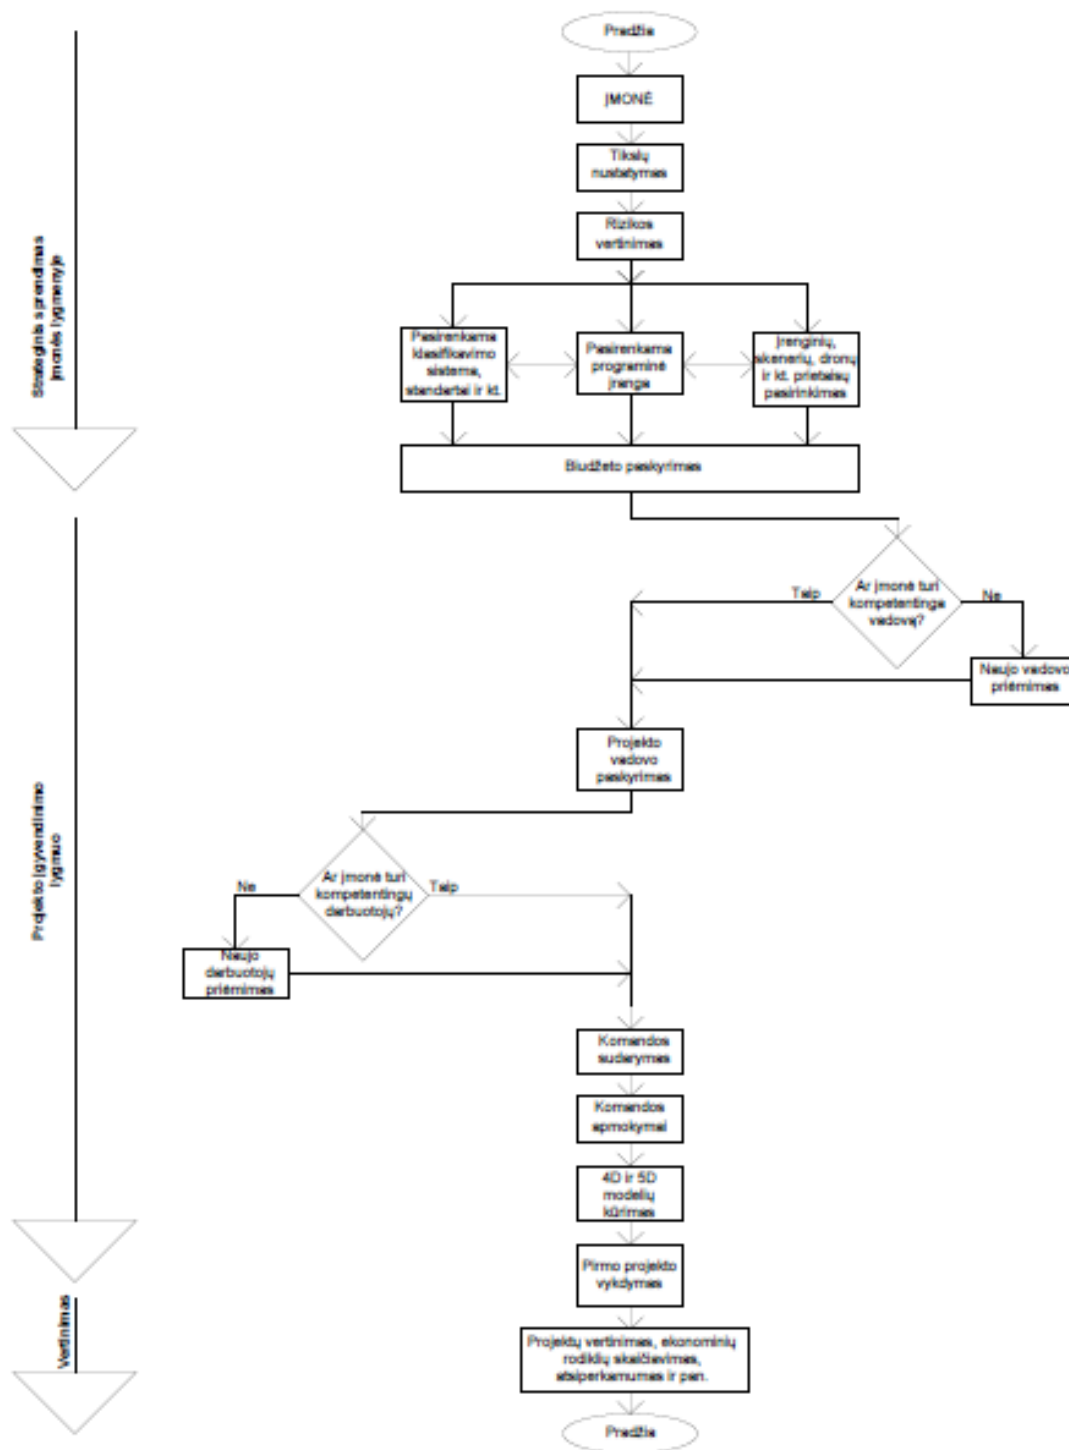 Pradžia
ĮMONĖ
Tikslų
nustatymas
Rizikos
vertinimas
Strateginis sprendimas
įmonės lygmenyje
Pasirenkama
klasifikavimo
sistema,
standartai ir kt.
Pasirenkama
programinė
įranga
Įrenginių,
skenerių, dronų
ir kt. prietaisų
pasirinkimas
Biudžeto paskyrimas
Ar įmonė turi
kompetentinga
vadovą?
Taip
Ne
Naujo vadovo
priėmimas
Projekto
vadovo
paskyrimas
Projekto įgyvendinimo
lygmuo
Ar įmonė turi
kompetentingų
darbuotojų?
Ne
Taip
Naujo
darbuotojų
priėmimas
Komandos
sudarymas
Komandos
apmokymai
4D ir 5D
modelių
kūrimas
Pirmo projekto
vykdymas
Vertinimas
Projektų vertinimas, ekonominių
rodiklių skaičiavimas,
atsiperkamumas ir pan.
Pradžia